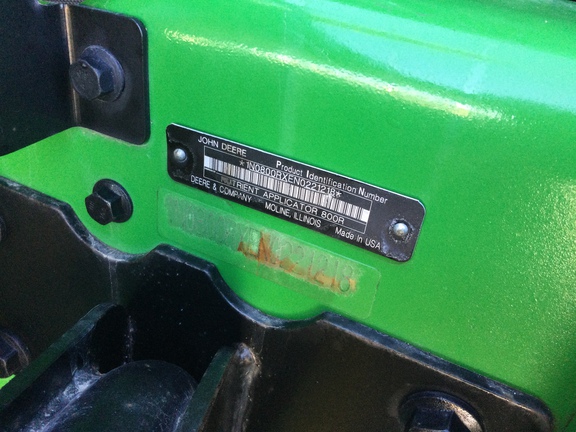 JOHN DEERE
Product Identification Number
*1N0800RXEN0221218*
NUTRIENT APPLICATOR 800R
DEERE & COMPANY MOLINE, ILLINOIS Made in USA